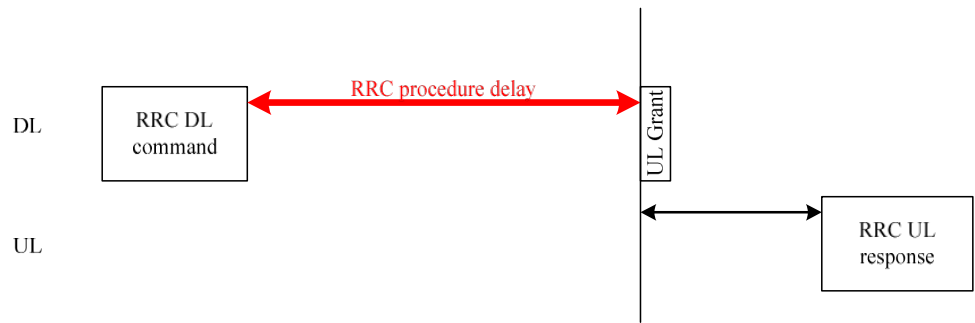 RRC procedure delay
DL
RRC DL
command
UL Grant
UL
RRC UL
response